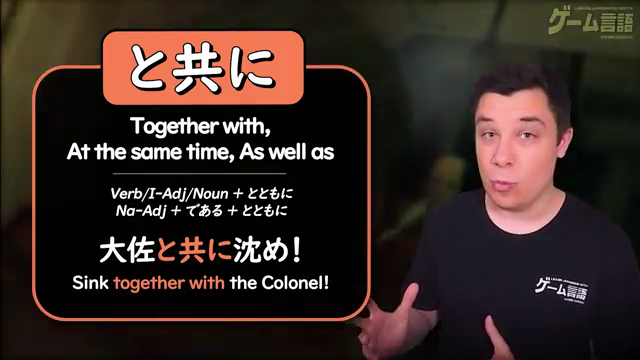 ゲーム言語
と共に
Together with,
At the same time, As well as
Verb/I-Adj/Noun + とともに
Na-Adj + である + とともに
大佐と共に沈め！
Sink together with the Colonel!
ゲーム言語